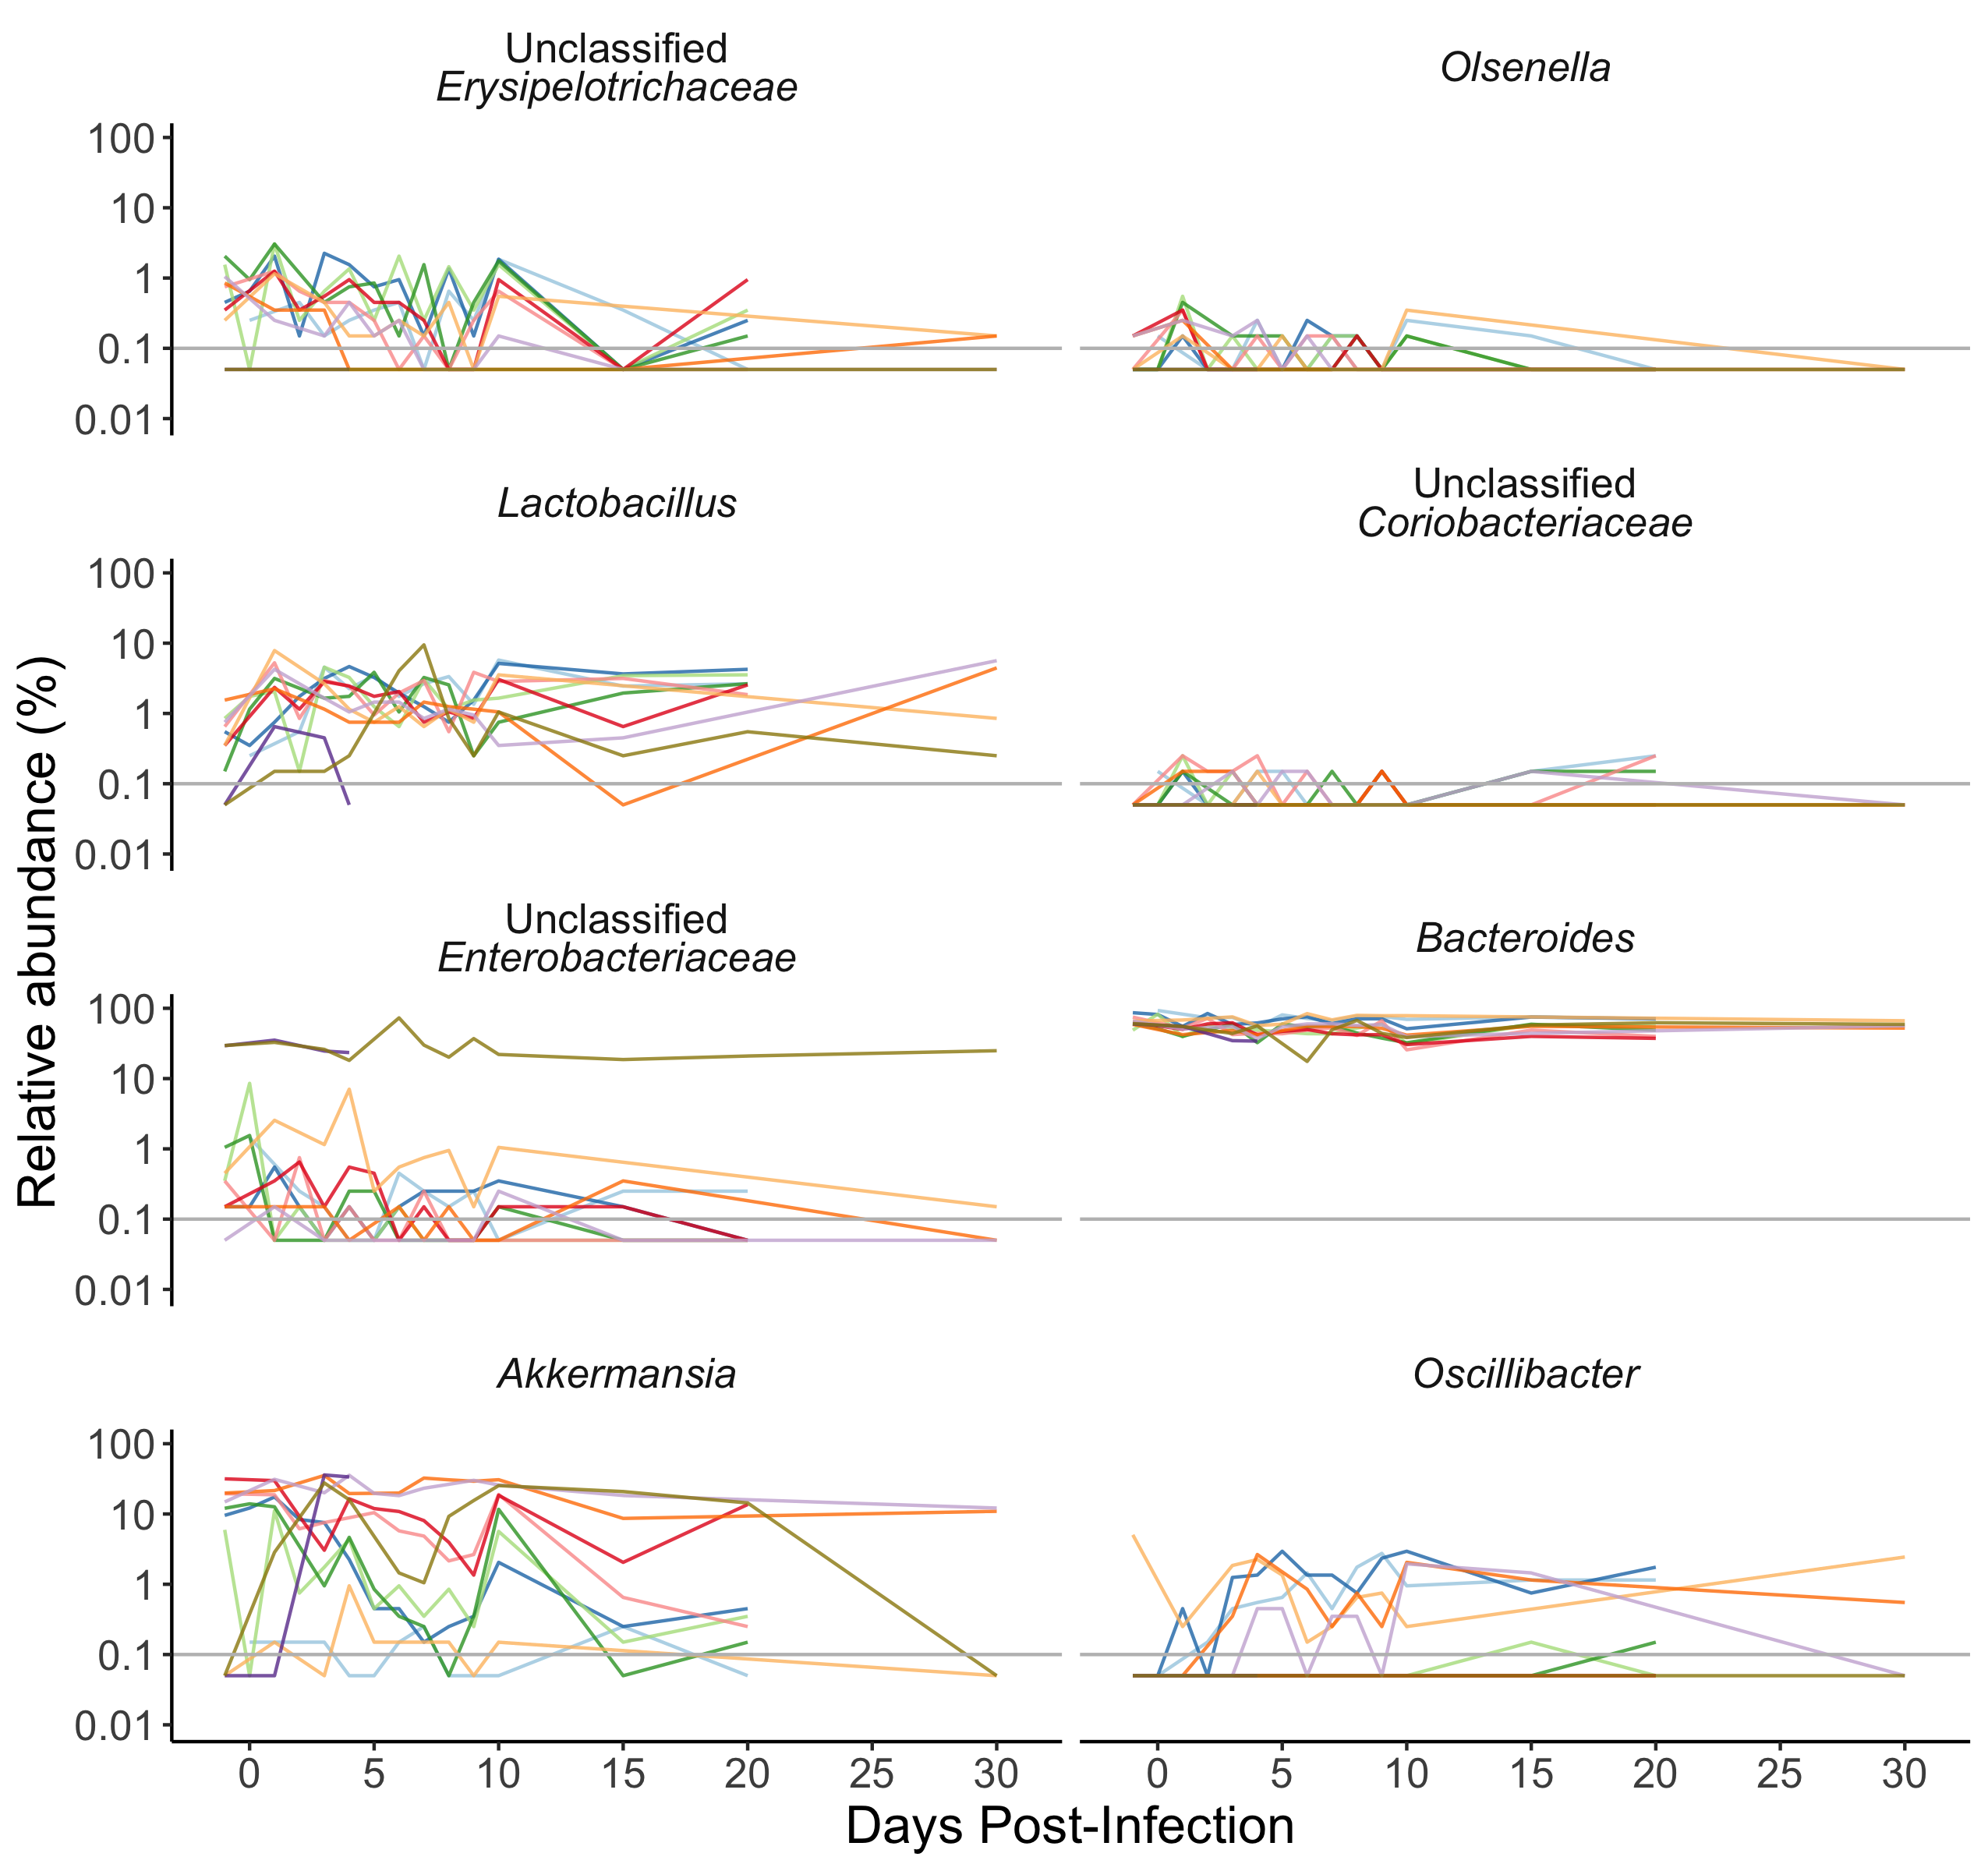 Unclassified
Erysipelotrichaceae
Olsenella
100
10
1
0.1
0.01
Lactobacillus
Unclassified
Coriobacteriaceae
100
10
1
0.1
0.01
Unclassified
Enterobacteriaceae
Bacteroides
100
10
1
0.1
0.01
Akkermansia
Oscillibacter
100
10
1
0.1
0.01
Relative abundance (%)
0 5 10 15 20 25 30
0 5 10 15 20 25 30
Days Post-Infection